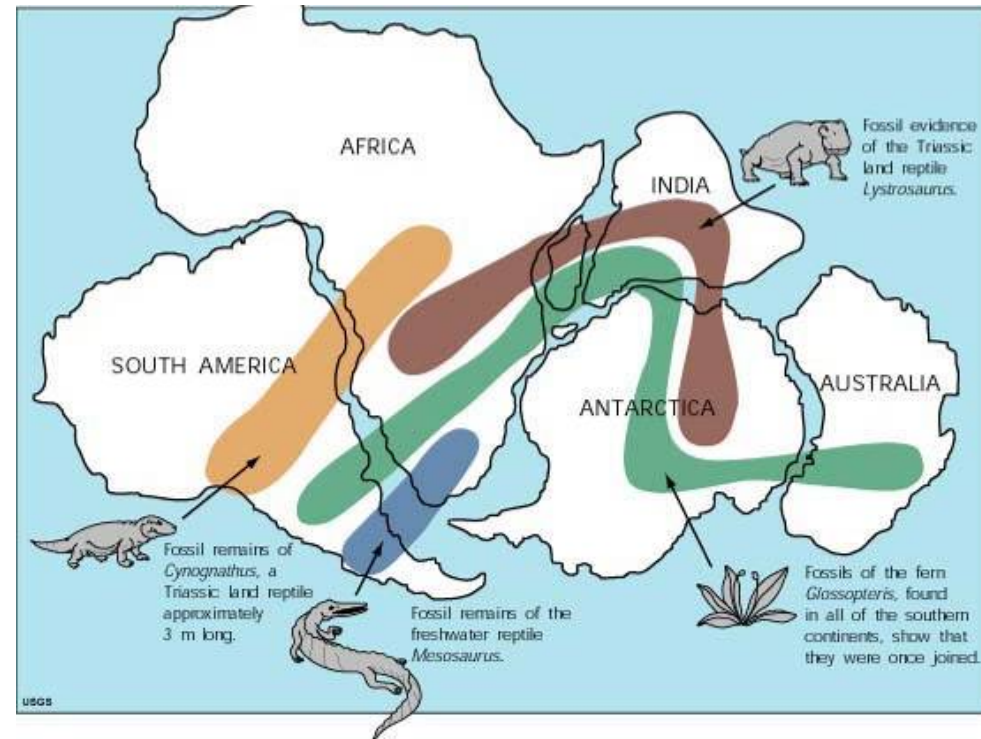 AFRICA
INDIA
Fossil evidence
of the Triassic
land reptile
Lystrosaurus.
SOUTH AMERICA
ANTARCTICA
AUSTRALIA
Fossil remains of
Cynognathus, a
Triassic land reptile
approximately
3 m long.
Fossil remains of the
freshwater reptile
Mesosaurus.
Fossils of the fern
Glossopteris, found
in all of the southern
continents, show that
they were once joined.
USGS